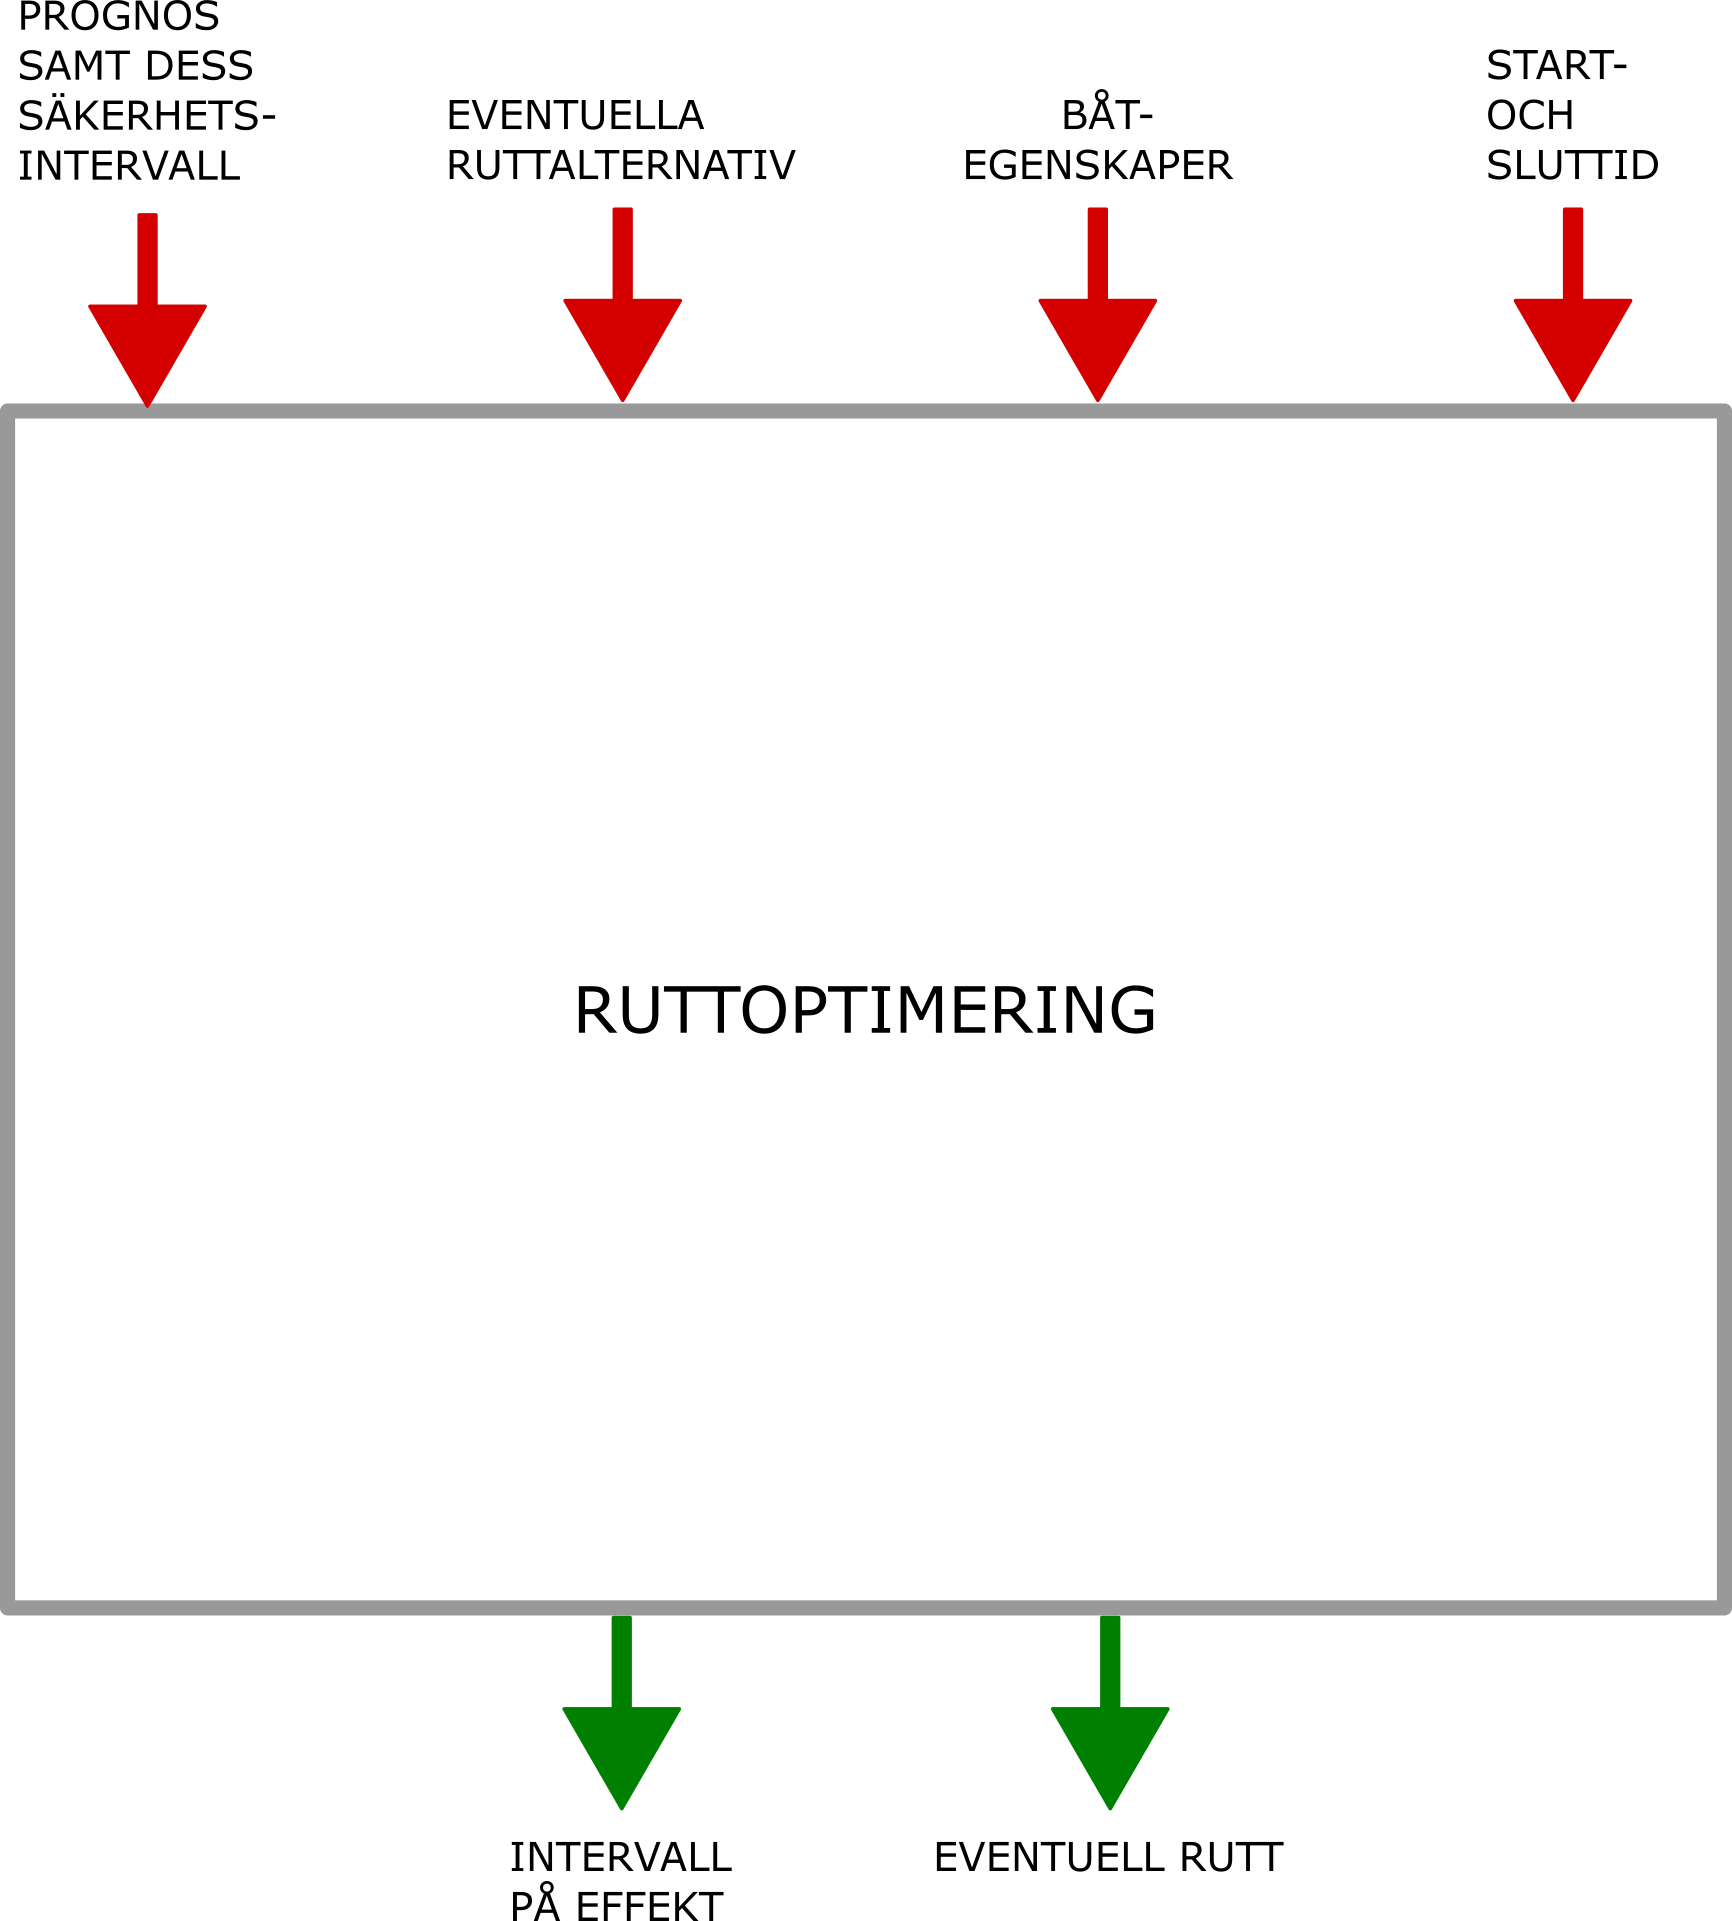 PROGNOS
SAMT DESS
SÄKERHETS-
INTERVALL
EVENTUELLA
RUTTALTERNATIV
BÅT-
EGENSKAPER
START-
OCH
SLUTTID
RUTTOPTIMERING
INTERVALL
PÅ EFFEKT
EVENTUELL RUTT